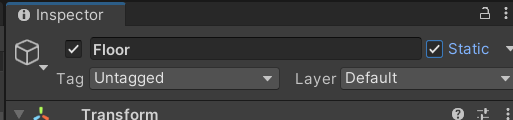 Inspector
Floor Static
Tag Untagged Layer Default
Transform